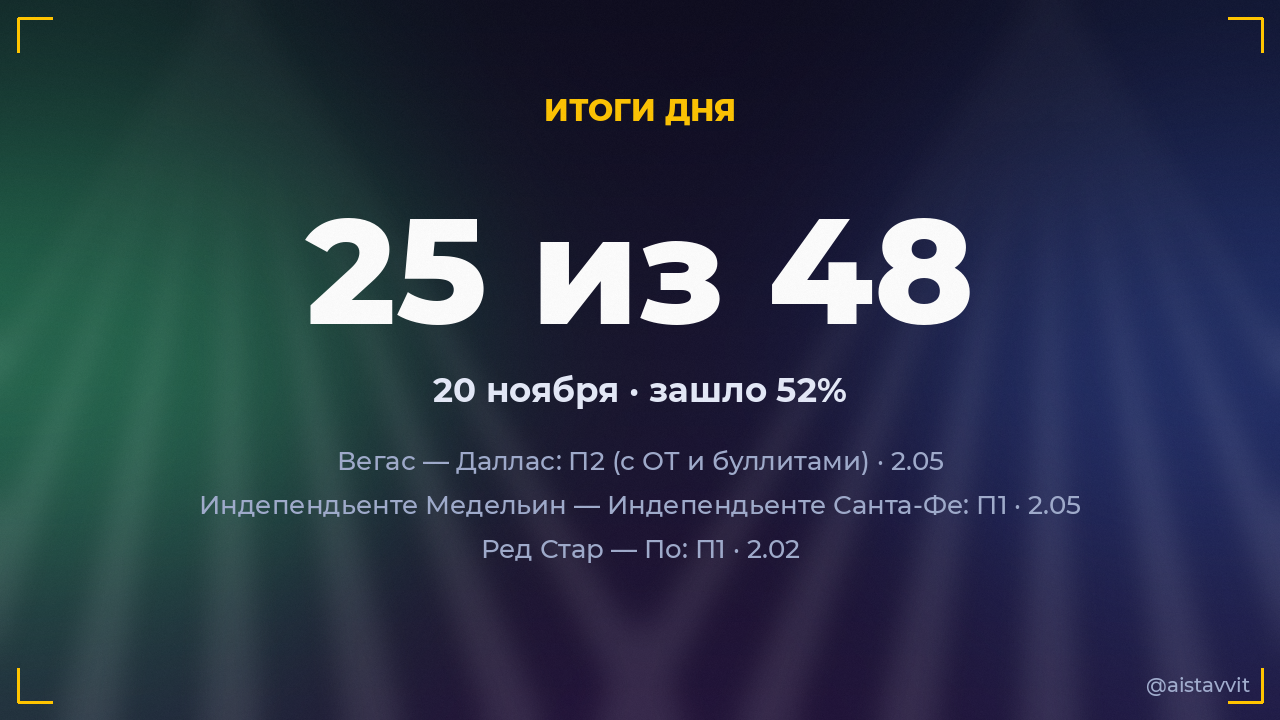 ИТОГИ ДНЯ
25 из 48
20 ноября · зашло 52%
Вегас — Даллас: П2 (с ОТ и буллитами) · 2.05
Индепендьенте Медельин — Индепендьенте Санта-Фе: П1 · 2.05
Ред Стар — По: П1 · 2.02
@aistavvit